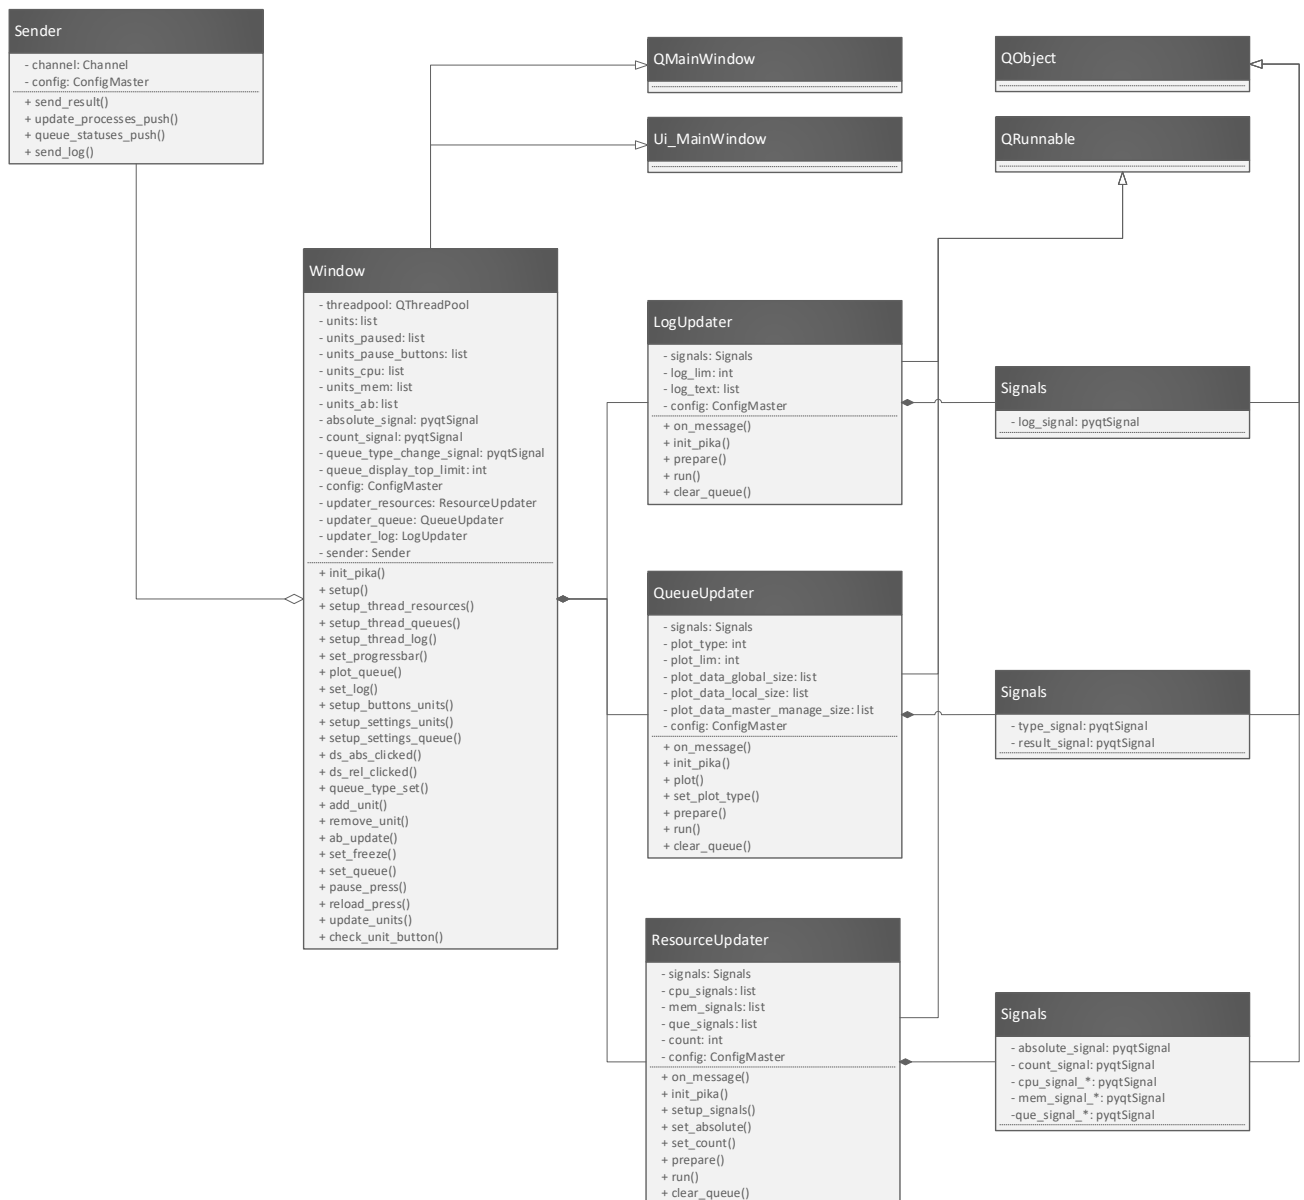 Sender
- channel: Channel
- config: ConfigMaster
+ send_result()
+ update_processes_push()
+ queue_statuses_push()
+ send_log()
QMainWindow
Ui_MainWindow
QObject
QRunnable
Window
- threadpool: QThreadPool
- units: list
- units_paused: list
- units_pause_buttons: list
- units_cpu: list
- units_mem: list
- units_ab: list
- absolute_signal: pyqtSignal
- count_signal: pyqtSignal
- queue_type_change_signal: pyqtSignal
- queue_display_top_limit: int
- config: ConfigMaster
- updater_resources: ResourceUpdater
- updater_queue: QueueUpdater
- updater_log: LogUpdater
- sender: Sender
+ init_pika()
+ setup()
+ setup_thread_resources()
+ setup_thread_queues()
+ setup_thread_log()
+ set_progressbar()
+ plot_queue()
+ set_log()
+ setup_buttons_units()
+ setup_settings_units()
+ setup_settings_queue()
+ ds_abs_clicked()
+ ds_rel_clicked()
+ queue_type_set()
+ add_unit()
+ remove_unit()
+ ab_update()
+ set_freeze()
+ set_queue()
+ pause_press()
+ reload_press()
+ update_units()
+ check_unit_button()
LogUpdater
- signals: Signals
- log_lim: int
- log_text: list
- config: ConfigMaster
+ on_message()
+ init_pika()
+ prepare()
+ run()
+ clear_queue()
Signals
- log_signal: pyqtSignal
QueueUpdater
- signals: Signals
- plot_type: int
- plot_lim: int
- plot_data_global_size: list
- plot_data_local_size: list
- plot_data_master_manage_size: list
- config: ConfigMaster
+ on_message()
+ init_pika()
+ plot()
+ set_plot_type()
+ prepare()
+ run()
+ clear_queue()
Signals
- type_signal: pyqtSignal
- result_signal: pyqtSignal
ResourceUpdater
- signals: Signals
- cpu_signals: list
- mem_signals: list
- que_signals: list
- count: int
- config: ConfigMaster
+ on_message()
+ init_pika()
+ setup_signals()
+ set_absolute()
+ set_count()
+ prepare()
+ run()
+ clear_queue()
Signals
- absolute_signal: pyqtSignal
- count_signal: pyqtSignal
- cpu_signal_*: pyqtSignal
- mem_signal_*: pyqtSignal
-que_signal_*: pyqtSignal